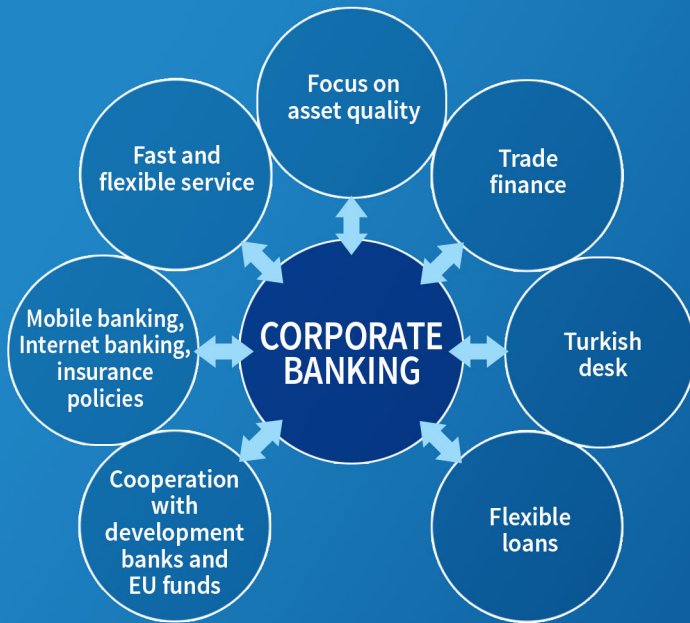 Focus on
asset quality
Fast and
flexible service
Trade
finance
Mobile banking,
Internet banking,
insurance
policies
CORPORATE
BANKING
Turkish
desk
Cooperation
with
development
banks and
EU funds
Flexible
loans